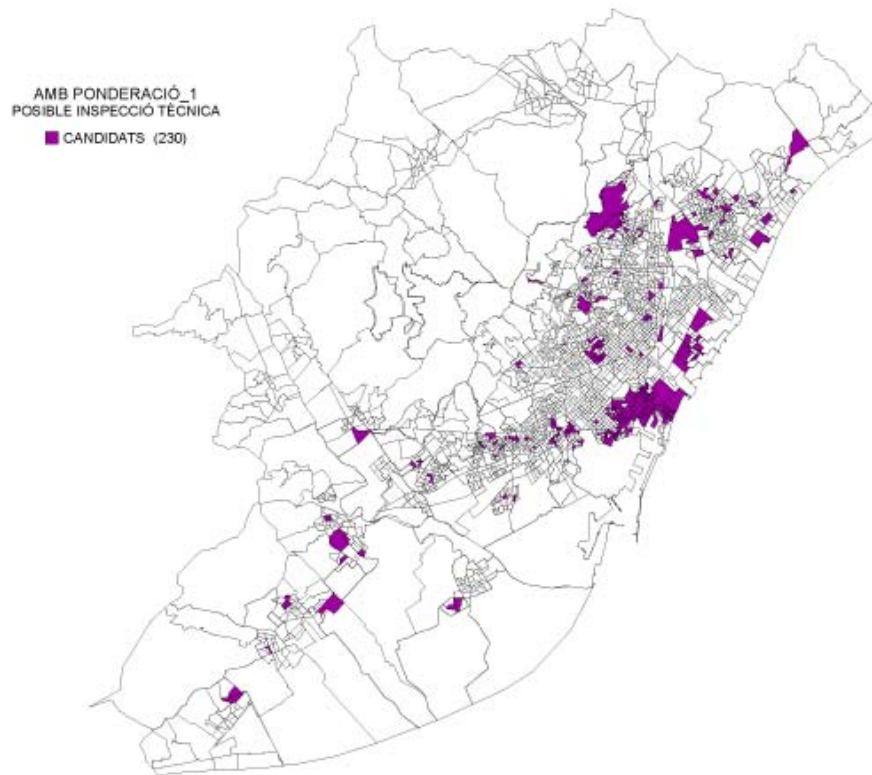 AMB PONDERACIÓ_1
POSIBLE INSPECCIÓ TÈCNICA
CANDIDATS (230)